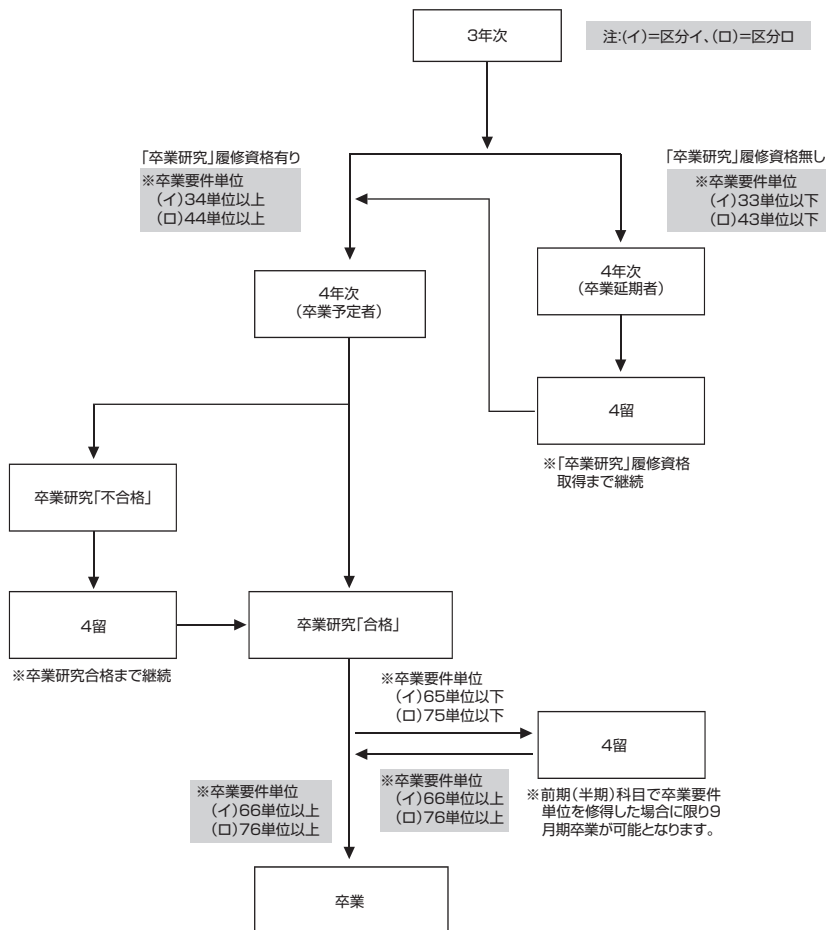 3年次
注:(イ)=区分イ、(ロ)=区分ロ
「卒業研究」履修資格有り
※卒業要件単位
(イ)34単位以上
(ロ)44単位以上
「卒業研究」履修資格無し
※卒業要件単位
(イ)33単位以下
(ロ)43単位以下
4年次
(卒業予定者)
4年次
(卒業延期者)
4留
※「卒業研究」履修資格
取得まで継続
卒業研究「不合格」
4留
※卒業研究合格まで継続
卒業研究「合格」
※卒業要件単位
(イ)65単位以下
(ロ)75単位以下
4留
※前期(半期)科目で卒業要件
単位を修得した場合に限り9
月期卒業が可能となります。
※卒業要件単位
(イ)66単位以上
(ロ)76単位以上
※卒業要件単位
(イ)66単位以上
(ロ)76単位以上
卒業